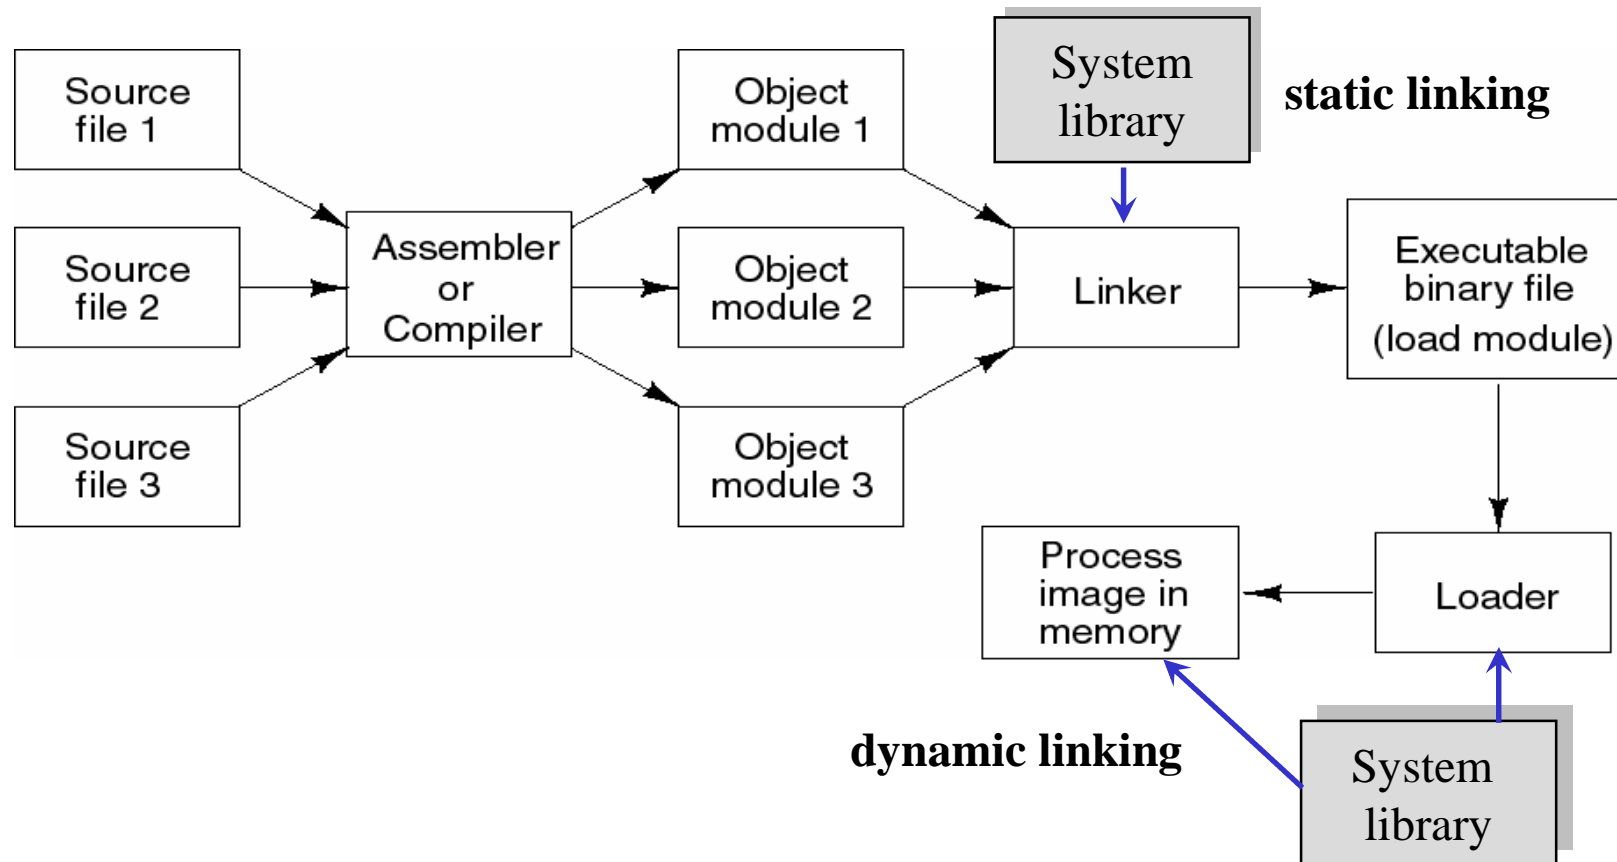 Source
file 1
Source
file 2
Source
file 3
Assembler
or
Compiler
Object
module 1
Object
module 2
Object
module 3
System
library
static linking
Linker
Executable
binary file
(load module)
Loader
Process
image in
memory
dynamic linking
System
library